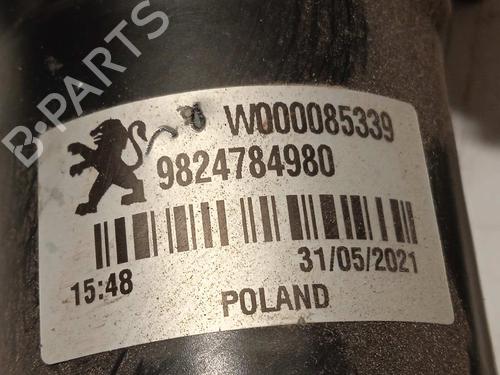 B-PARTS
W000085339
9824784980
15:48 31/05/2021
POLAND